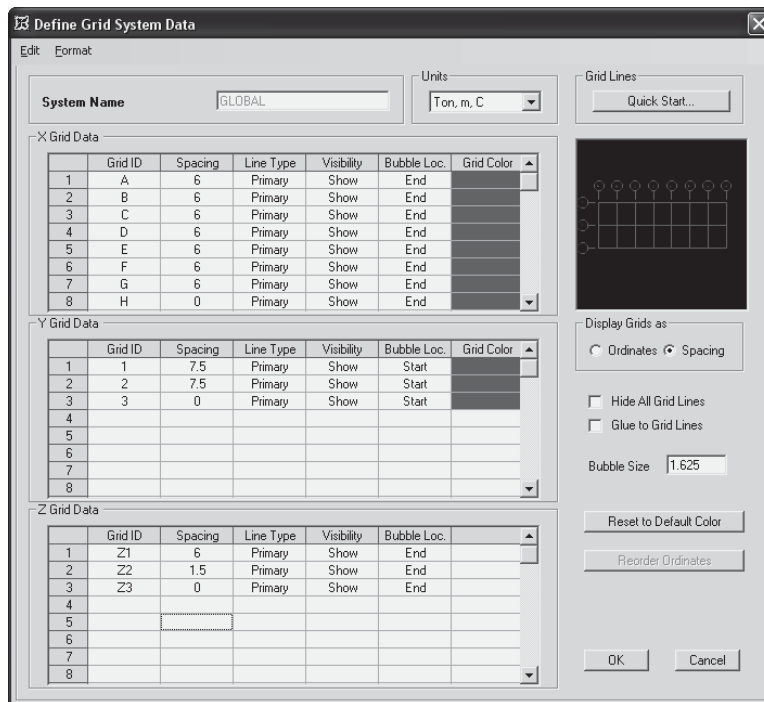 Define Grid System Data
Edit Format
System Name GLOBAL
Units
Ton, m, C
Grid Lines
Quick Start...
X Grid Data
Grid ID Spacing Line Type Visibility Bubble Loc. Grid Color
1 A 6 Primary Show End
2 B 6 Primary Show End
3 C 6 Primary Show End
4 D 6 Primary Show End
5 E 6 Primary Show End
6 F 6 Primary Show End
7 G 6 Primary Show End
8 H 0 Primary Show End
Y Grid Data
Grid ID Spacing Line Type Visibility Bubble Loc. Grid Color
1 1 7.5 Primary Show Start
2 2 7.5 Primary Show Start
3 3 0 Primary Show Start
4
5
6
7
8
Display Grids as
Ordinates Spacing
Hide All Grid Lines
Glue to Grid Lines
Bubble Size 1.625
Z Grid Data
Grid ID Spacing Line Type Visibility Bubble Loc.
1 Z1 6 Primary Show End
2 Z2 1.5 Primary Show End
3 Z3 0 Primary Show End
4
5
6
7
8
Reset to Default Color
Reorder Ordinates
OK Cancel